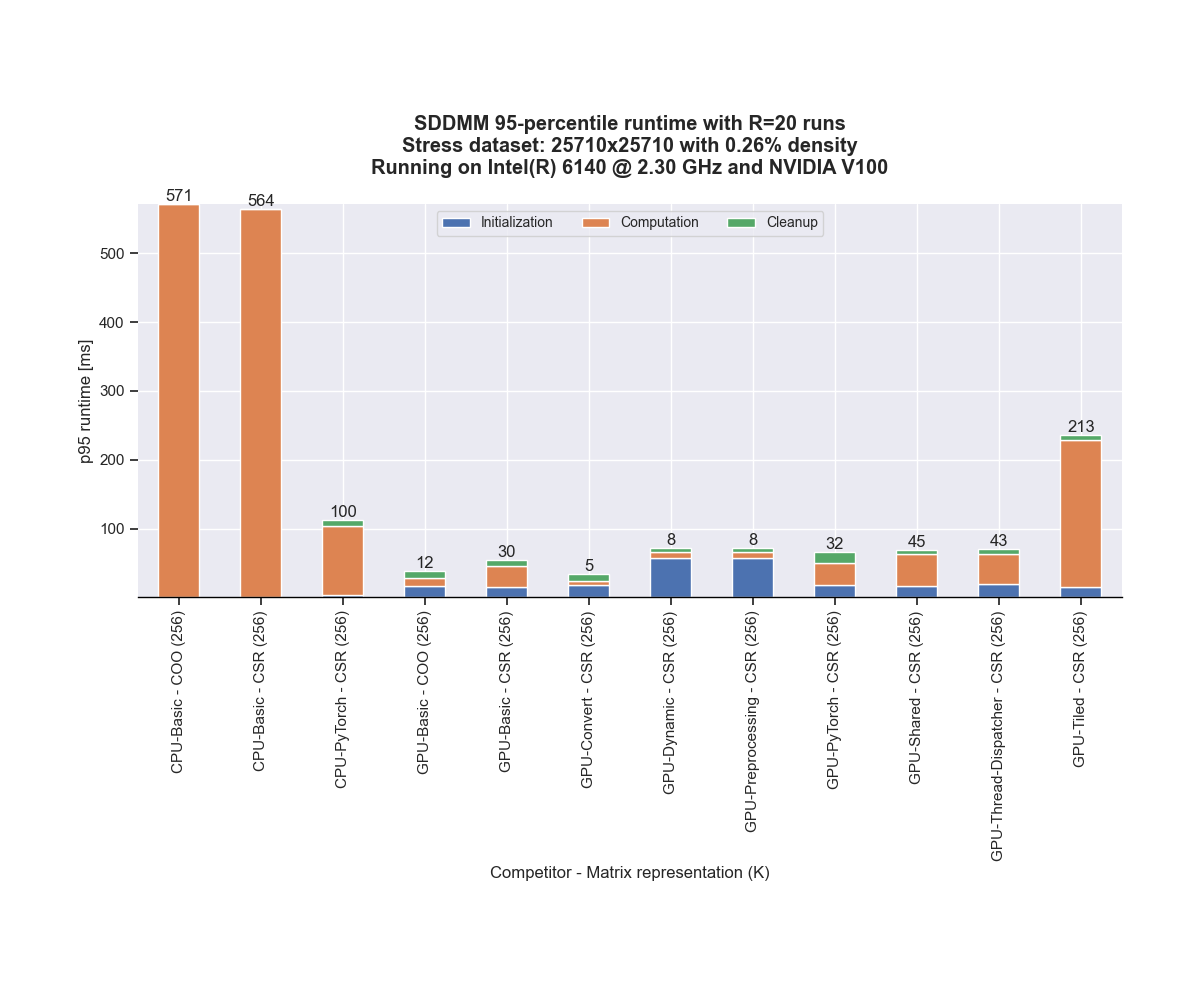 SDDMM 95-percentile runtime with R=20 runs
Stress dataset: 25710x25710 with 0.26% density
Running on Intel(R) 6140 @ 2.30 GHz and NVIDIA V100
571
564
100
12
30
5
8
8
32
45
43
213
Initialization
Computation
Cleanup
p95 runtime [ms]
500
400
300
200
100
CPU-Basic - COO (256)
CPU-Basic - CSR (256)
CPU-PyTorch - CSR (256)
GPU-Basic - COO (256)
GPU-Basic - CSR (256)
GPU-Convert - CSR (256)
GPU-Dynamic - CSR (256)
GPU-Preprocessing - CSR (256)
GPU-PyTorch - CSR (256)
GPU-Shared - CSR (256)
GPU-Thread-Dispatcher - CSR (256)
GPU-Tiled - CSR (256)
Competitor - Matrix representation (K)